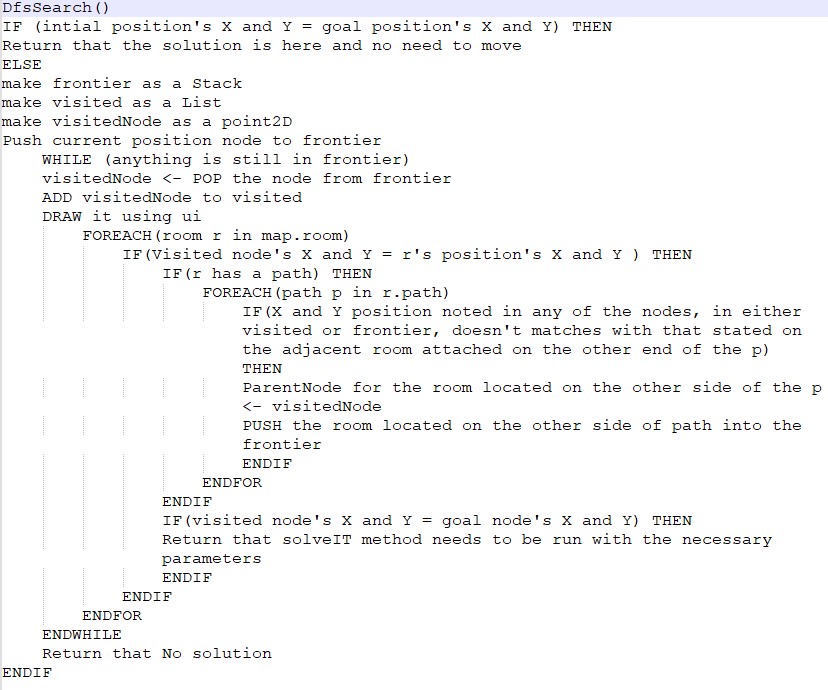 DfsSearch()
IF (intial position's X and Y = goal position's X and Y) THEN
Return that the solution is here and no need to move
ELSE
make frontier as a Stack
make visited as a List
make visitedNode as a point2D
Push current position node to frontier
WHILE (anything is still in frontier)
visitedNode <- POP the node from frontier
ADD visitedNode to visited
DRAW it using ui
FOREACH(room r in map.room)
IF(Visited node's X and Y = r's position's X and Y ) THEN
IF(r has a path) THEN
FOREACH(path p in r.path)
IF(X and Y position noted in any of the nodes, in either
visited or frontier, doesn't matches with that stated on
the adjacent room attached on the other end of the p)
THEN
ParentNode for the room located on the other side of the p
<- visitedNode
PUSH the room located on the other side of path into the
frontier
ENDIF
ENDFOR
ENDIF
IF(visited node's X and Y = goal node's X and Y) THEN
Return that solveIT method needs to be run with the necessary
parameters
ENDIF
ENDIF
ENDFOR
ENDWHILE
Return that No solution
ENDIF